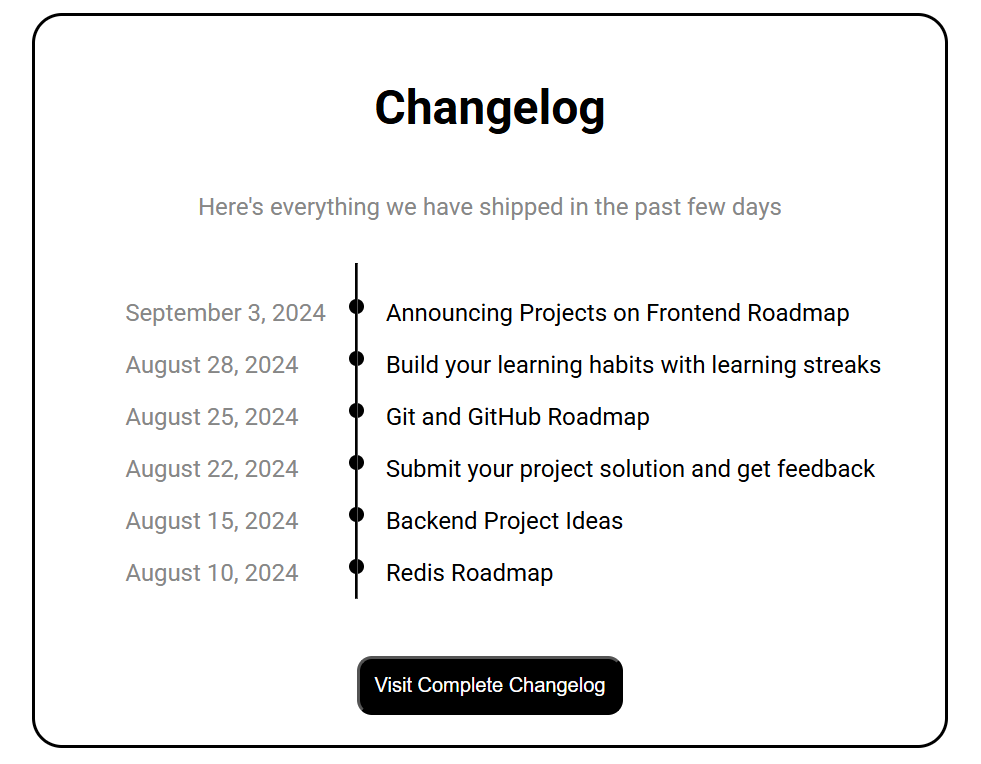 Changelog
Here's everything we have shipped in the past few days
September 3, 2024 Announcing Projects on Frontend Roadmap
August 28, 2024 Build your learning habits with learning streaks
August 25, 2024 Git and GitHub Roadmap
August 22, 2024 Submit your project solution and get feedback
August 15, 2024 Backend Project Ideas
August 10, 2024 Redis Roadmap
Visit Complete Changelog